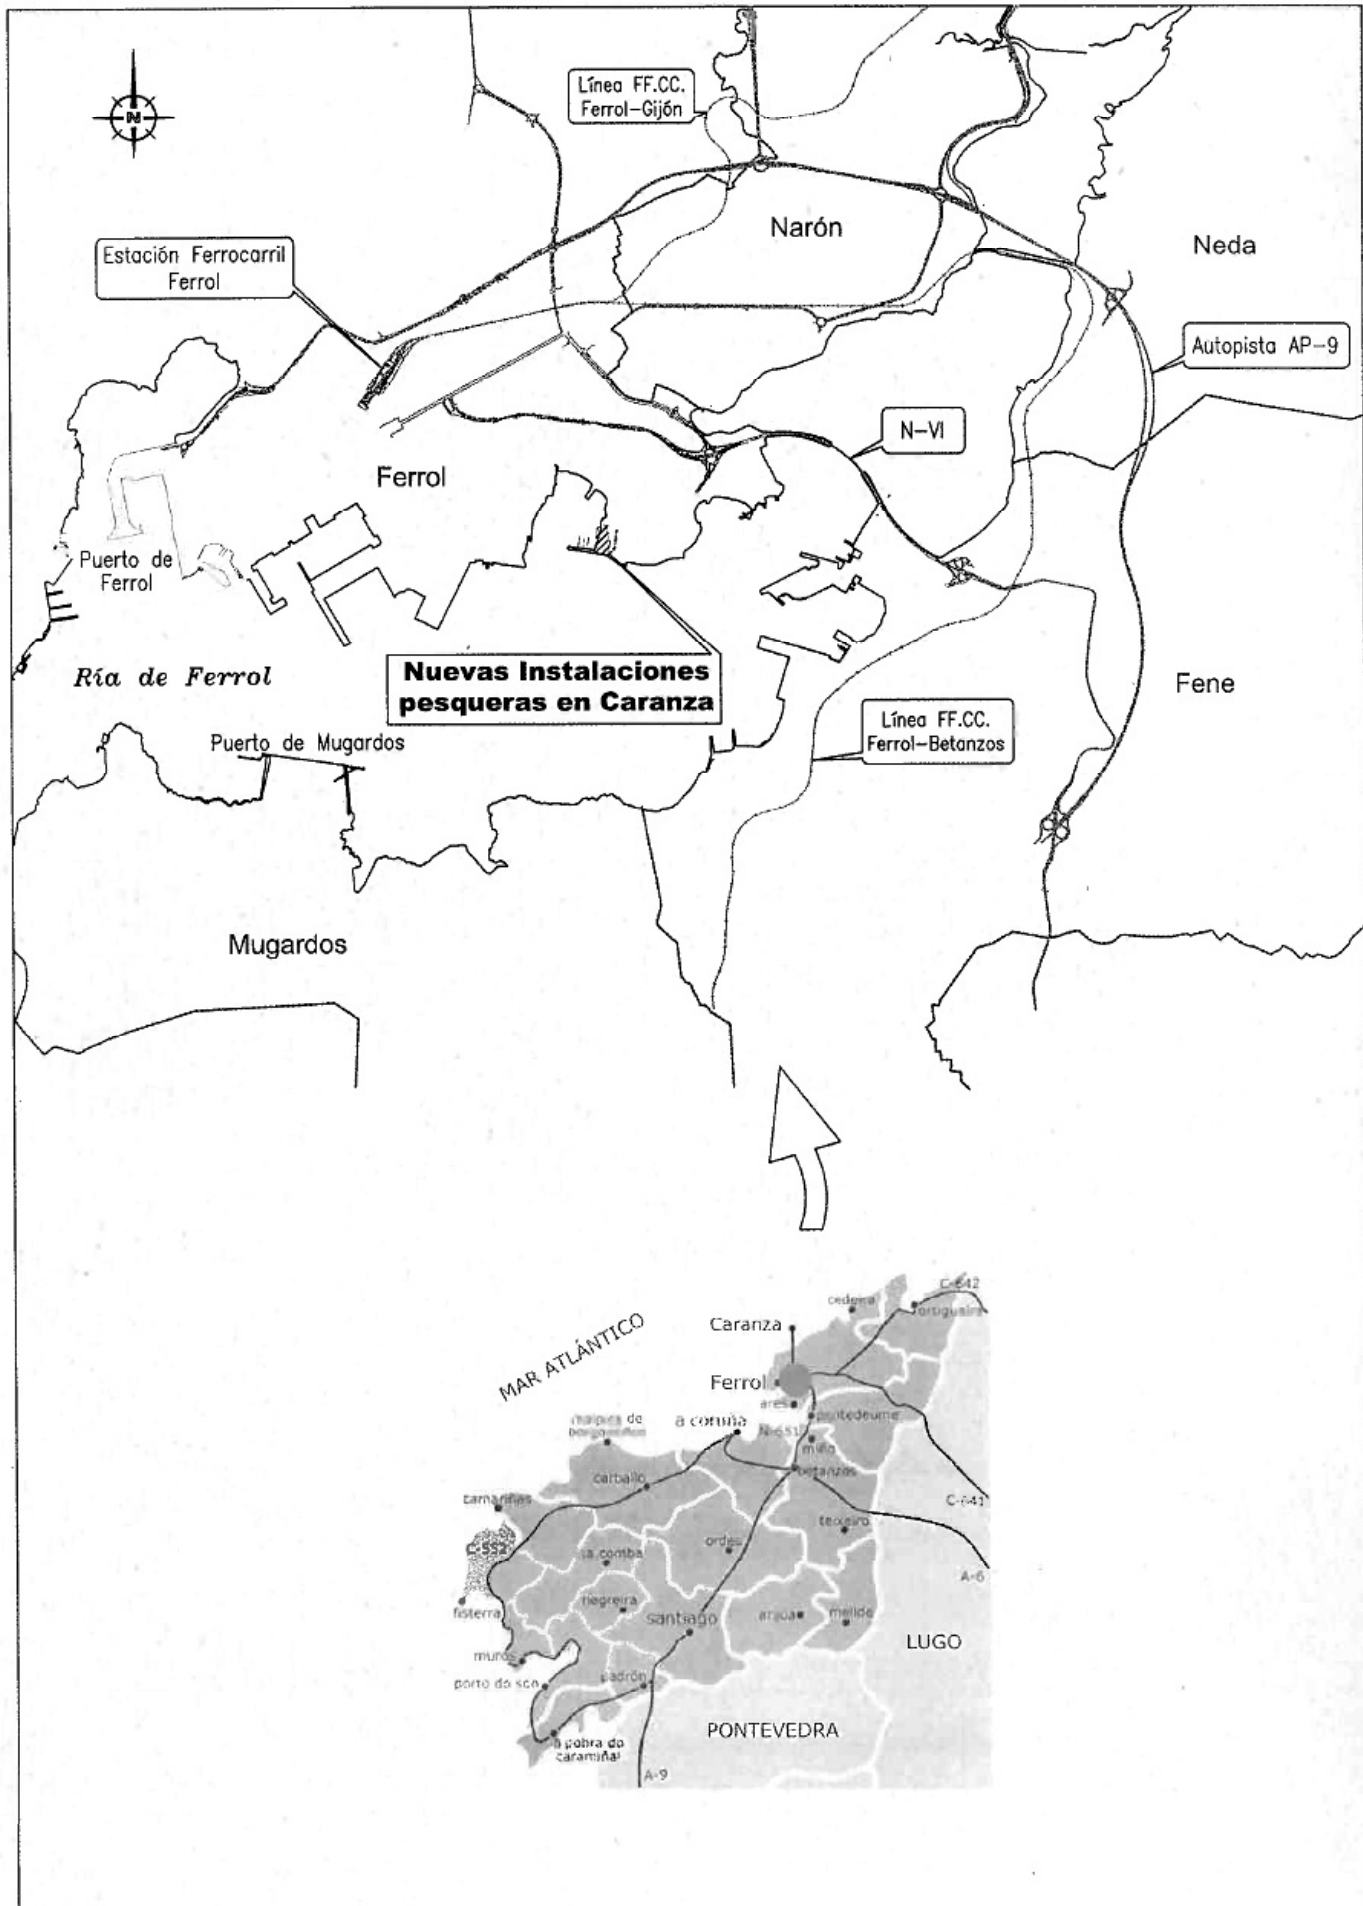 N
Línea FF.CC.
Ferrol-Gijón
Narón
Neda
Estación Ferrocarril
Ferrol
Autopista AP-9
N-VI
Ferrol
Puerto de
Ferrol
Ría de Ferrol
Nuevas Instalaciones
pesqueras en Caranza
Fene
Línea FF.CC.
Ferrol-Betanzos
Puerto de Mugardos
Mugardos
C-642
cedeira
ortigueira
Caranza
MAR ATLÁNTICO
Ferrol
ares
pontedeume
malpica de
a coruña
N-651
miño
betanzos
carballo
camariñas
C-641
teixeiro
C-552
ordes
A-6
negreira
fisterra
santiago
arzua
melide
LUGO
muros
padrón
porto do son
PONTEVEDRA
a pobra do
caramiñal
A-9